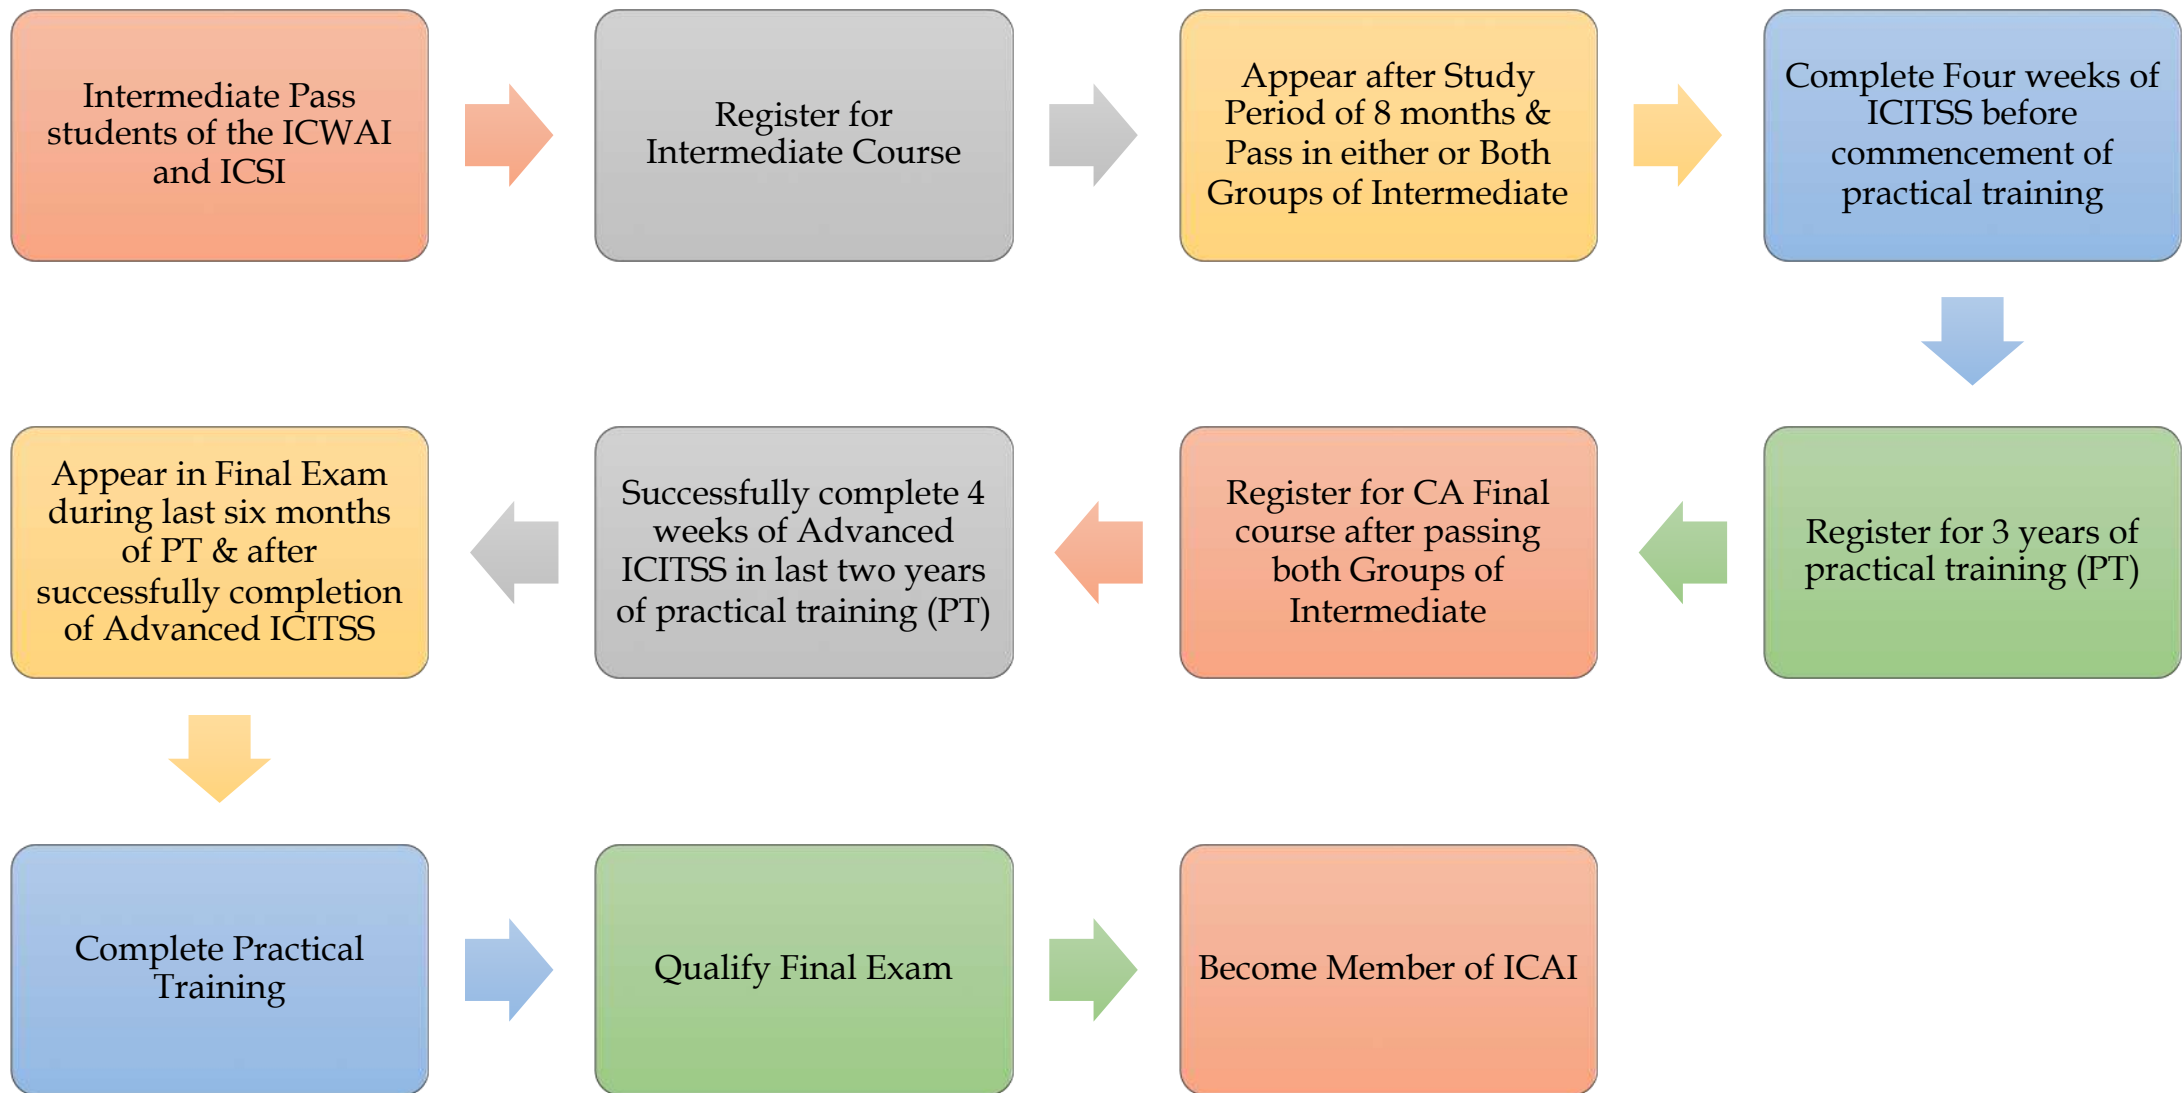 Intermediate Pass
students of the ICWAI
and ICSI
Register for
Intermediate Course
Appear after Study
Period of 8 months &
Pass in either or Both
Groups of Intermediate
Complete Four weeks of
ICITSS before
commencement of
practical training
Register for 3 years of
practical training (PT)
Register for CA Final
course after passing
both Groups of
Intermediate
Successfully complete 4
weeks of Advanced
ICITSS in last two years
of practical training (PT)
Appear in Final Exam
during last six months
of PT & after
successfully completion
of Advanced ICITSS
Complete Practical
Training
Qualify Final Exam
Become Member of ICAI